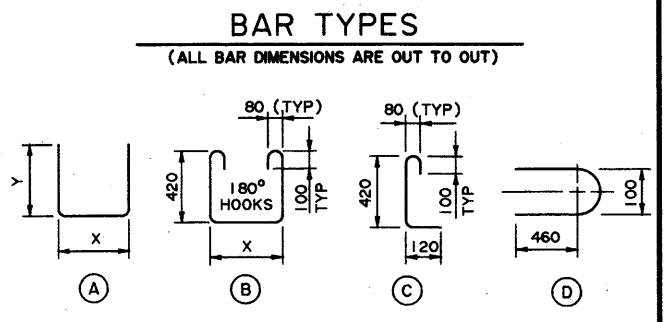 BAR TYPES
(ALL BAR DIMENSIONS ARE OUT TO OUT)
Y
X
A
80 (TYP)
420
180° HOOKS
100 TYP
X
B
80 (TYP)
420
100 TYP
120
C
460
100
D